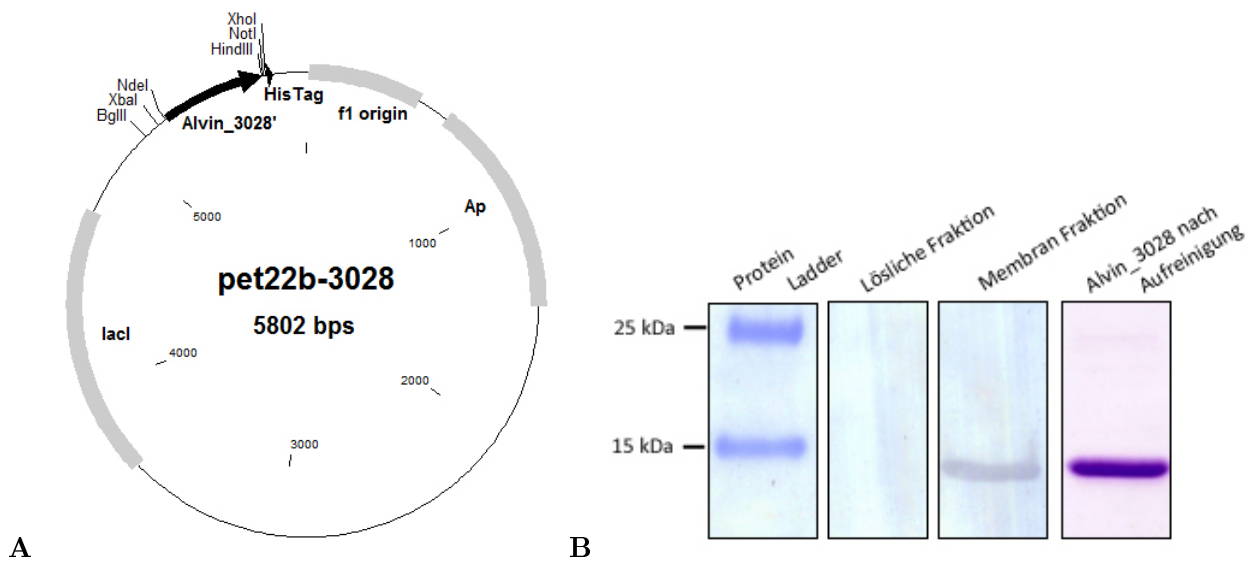 XhoI
NotI
HindIII
NdeI
XbaI
BglII
HisTag
Alvin_3028'
f1 origin
Ap
5000
1000
pet22b-3028
5802 bps
lacI
4000
2000
3000
A
Protein
Ladder
Lösliche Fraktion
Membran Fraktion
Alvin_3028 nach
Aufreinigung
25 kDa
15 kDa
B